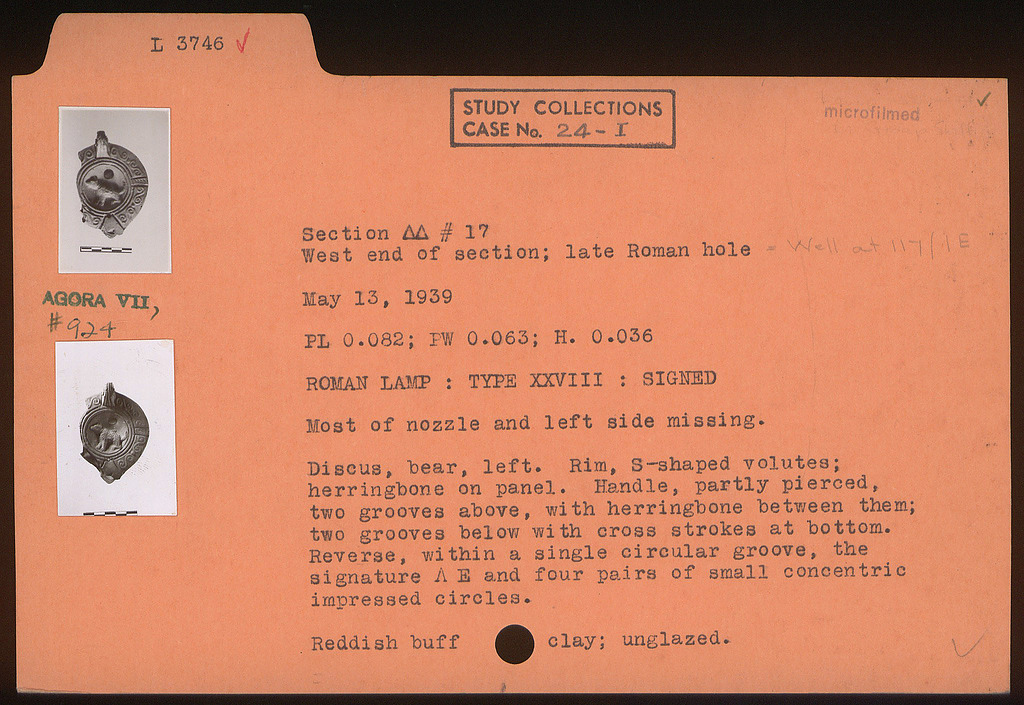 L 3746 ✓
STUDY COLLECTIONS
CASE No. 24-I
microfilmed
AGORA VII,
#924
Section ΔΔ # 17
West end of section; late Roman hole = Well at
May 13, 1939
PL 0.082; PW 0.063; H. 0.036
ROMAN LAMP : TYPE XXVIII : SIGNED
Most of nozzle and left side missing.
Discus, bear, left. Rim, S-shaped volutes;
herringbone on panel. Handle, partly pierced,
two grooves above, with herringbone between them;
two grooves below with cross strokes at bottom.
Reverse, within a single circular groove, the
signature Λ E and four pairs of small concentric
impressed circles.
Reddish buff clay; unglazed.